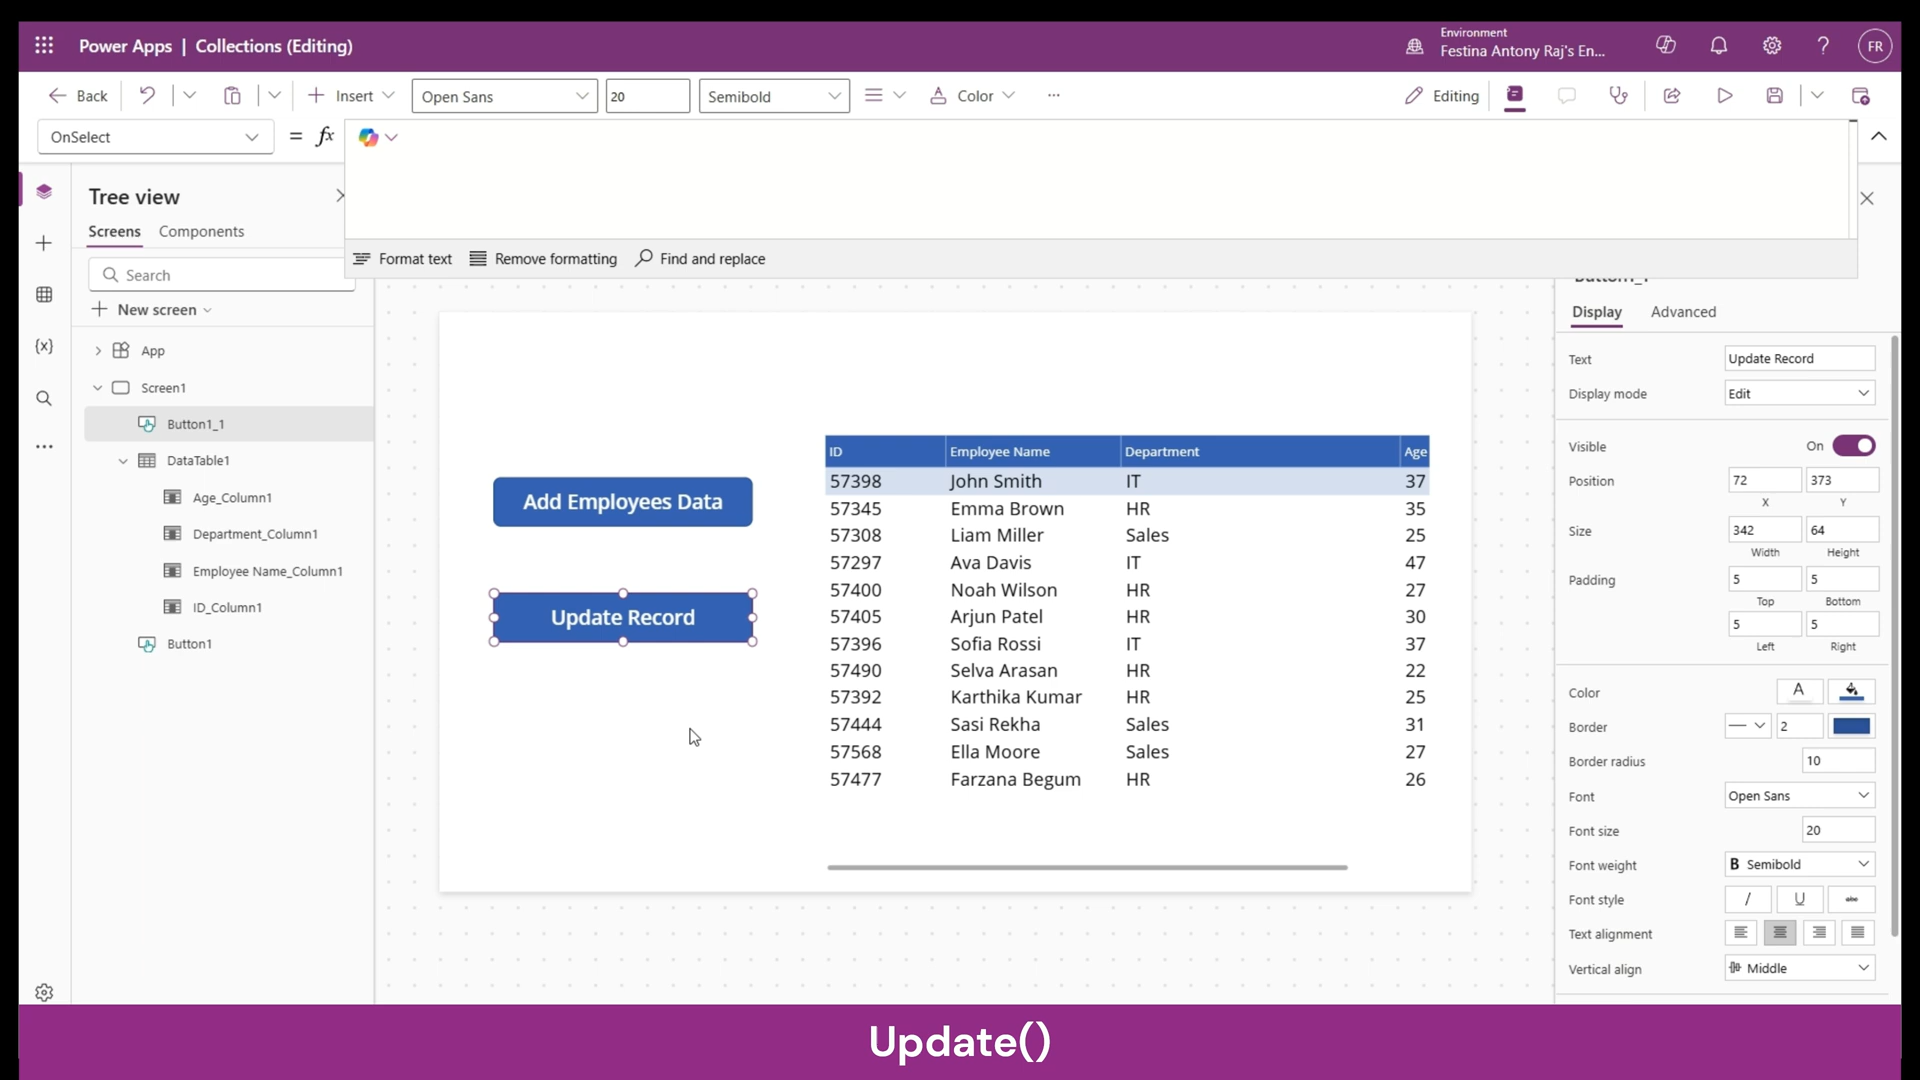 Power Apps | Collections (Editing)
Environment
Festina Antony Raj's En...
FR
Back
Insert
Open Sans
20
Semibold
Color
Editing
OnSelect
= fx
Tree view
Screens
Components
Search
New screen
App
Screen1
Button1_1
DataTable1
Age_Column1
Department_Column1
Employee Name_Column1
ID_Column1
Button1
Format text
Remove formatting
Find and replace
Add Employees Data
Update Record
ID Employee Name Department Age
57398 John Smith IT 37
57345 Emma Brown HR 35
57308 Liam Miller Sales 25
57297 Ava Davis IT 47
57400 Noah Wilson HR 27
57405 Arjun Patel HR 30
57396 Sofia Rossi IT 37
57490 Selva Arasan HR 22
57392 Karthika Kumar HR 25
57444 Sasi Rekha Sales 31
57568 Ella Moore Sales 27
57477 Farzana Begum HR 26
Button1_1
Display
Advanced
Text Update Record
Display mode Edit
Visible On
Position 72 373
X Y
Size 342 64
Width Height
Padding 5 5
Top Bottom
5 5
Left Right
Color A
Border 2
Border radius 10
Font Open Sans
Font size 20
Font weight B Semibold
Font style / U abc
Text alignment
Vertical align Middle
Update()